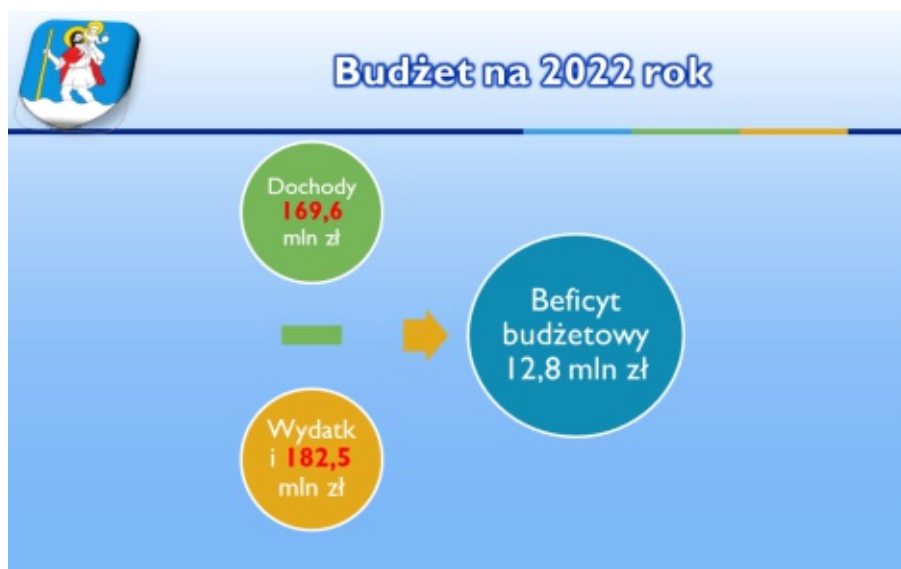 Budżet na 2022 rok
Dochody
169,6
mln zł
Wydatk
i 182,5
mln zł
Beficyt
budżetowy
12,8 mln zł